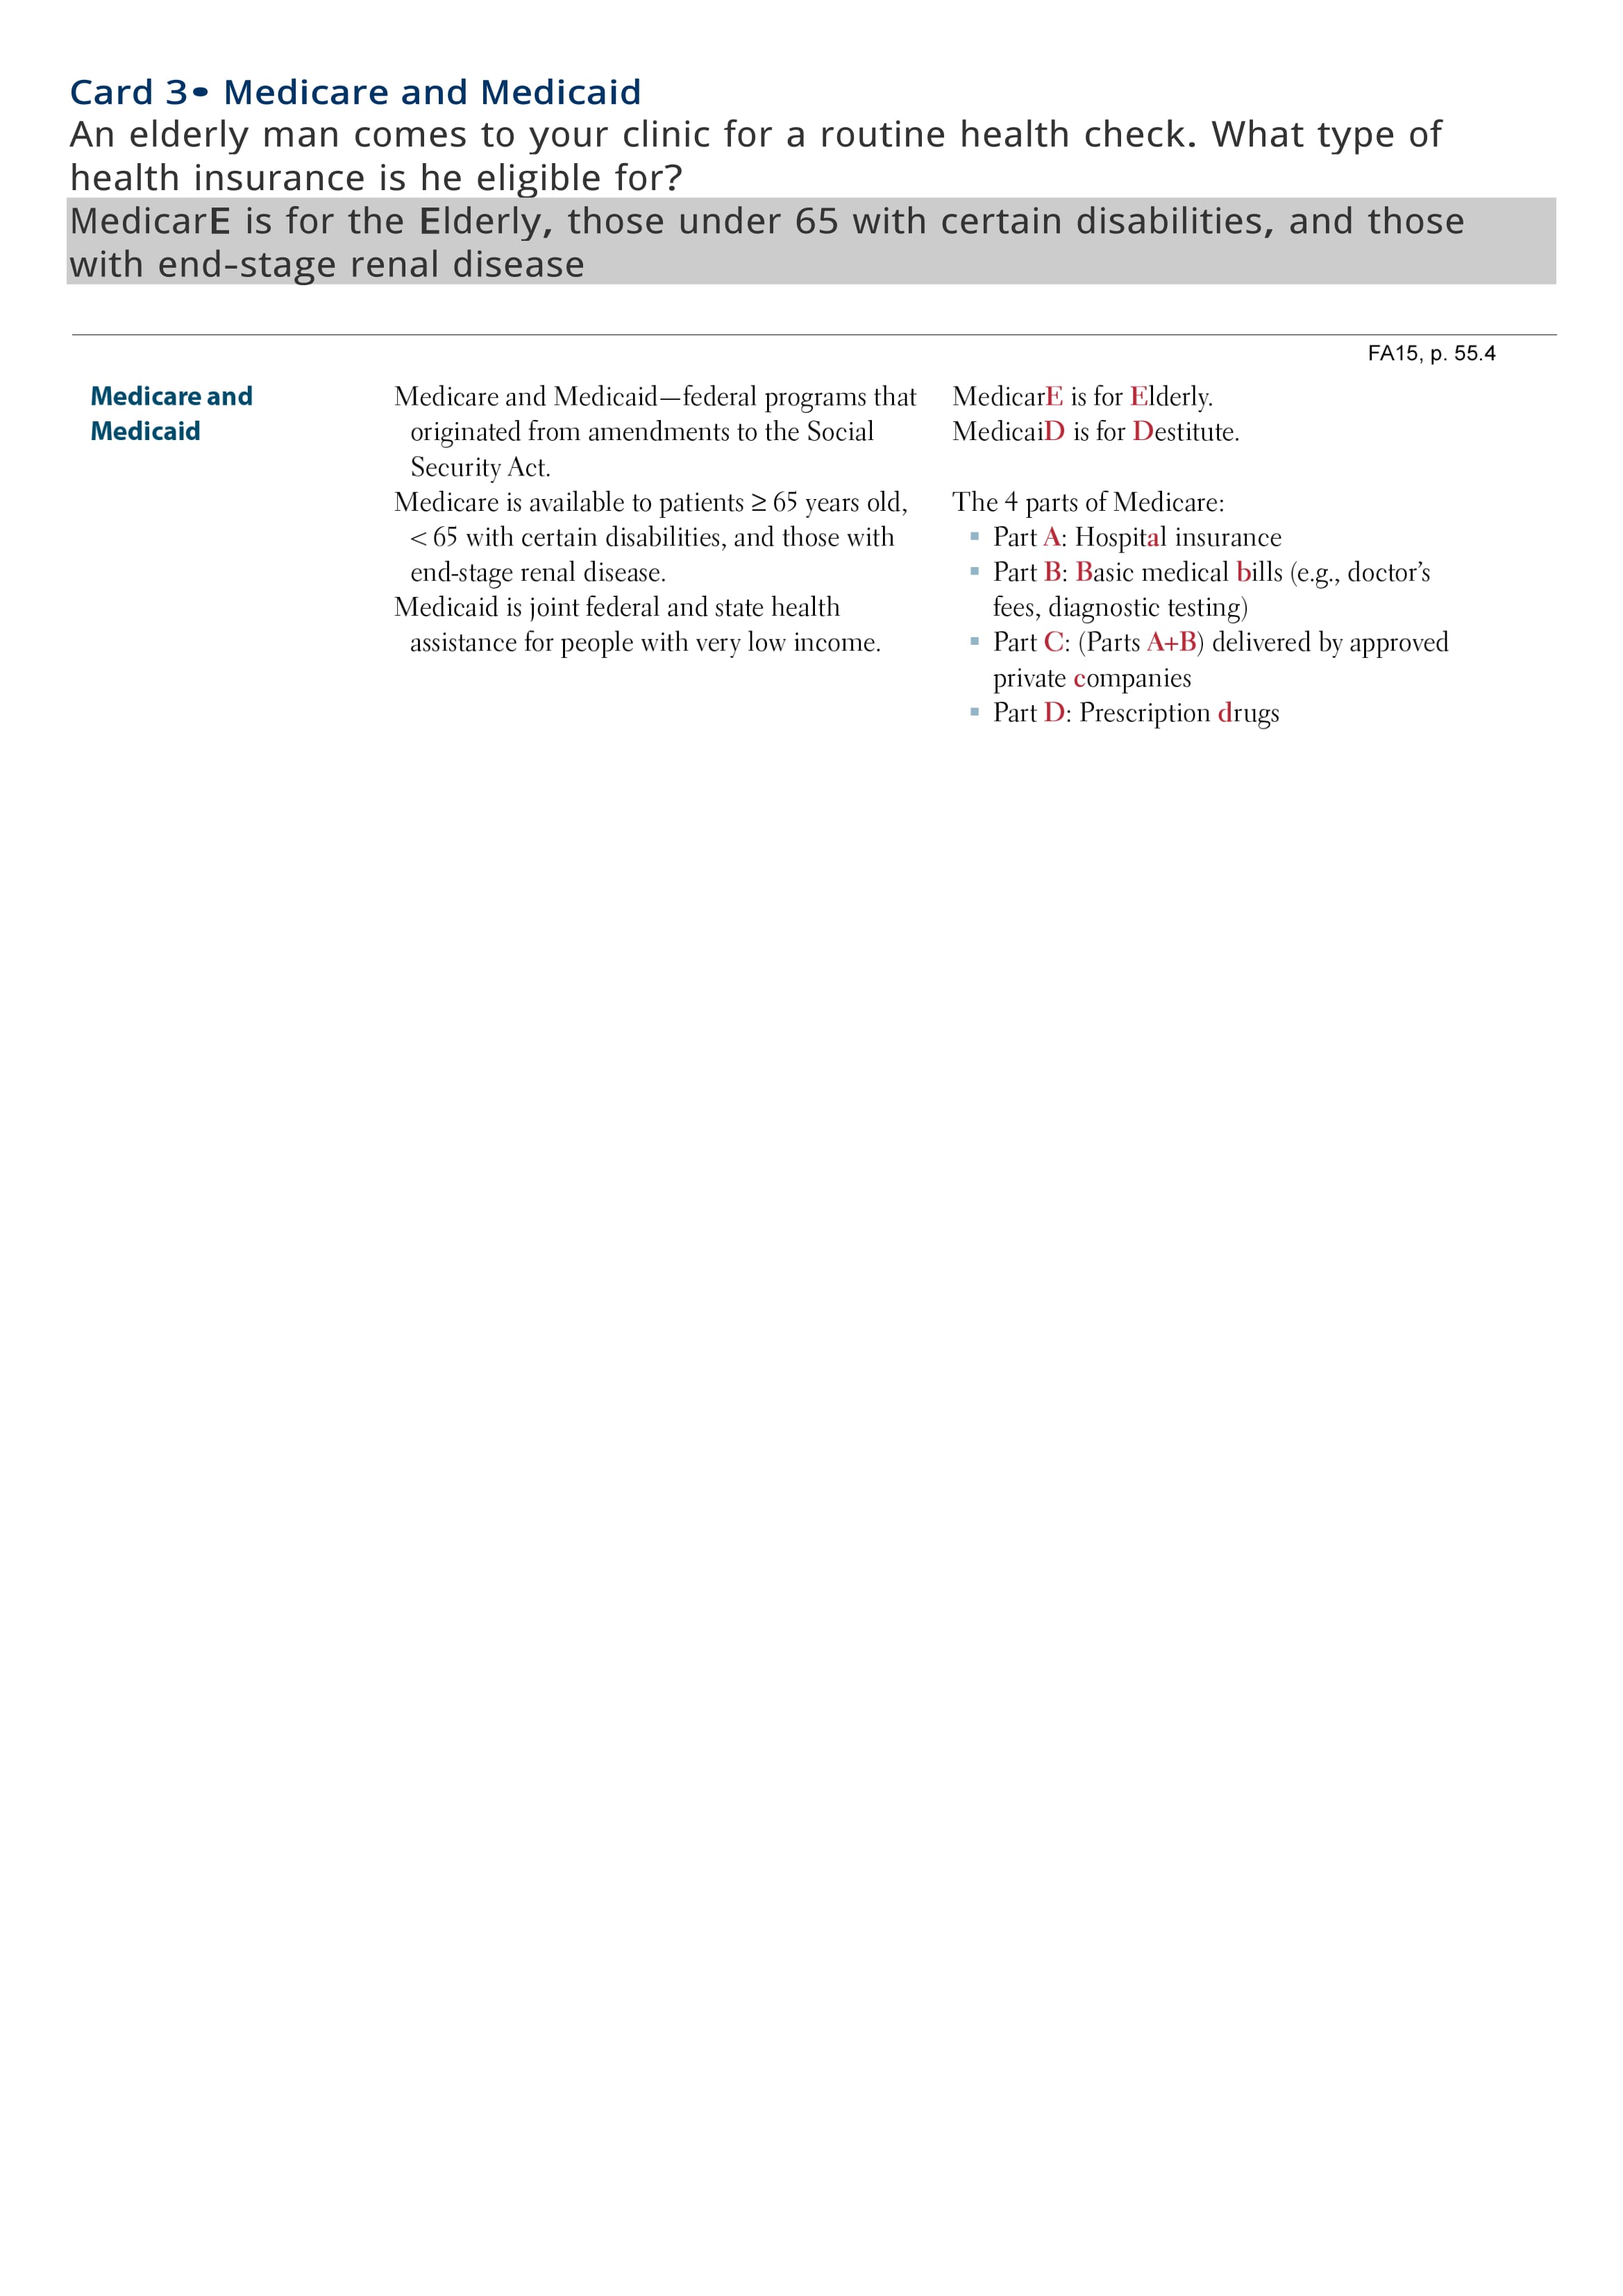 Card 3• Medicare and Medicaid
An elderly man comes to your clinic for a routine health check. What type of
health insurance is he eligible for?
MedicarE is for the Elderly, those under 65 with certain disabilities, and those
with end-stage renal disease
FA15, p. 55.4
Medicare and
Medicaid
Medicare and Medicaid—federal programs that
originated from amendments to the Social
Security Act.
Medicare is available to patients ≥ 65 years old,
< 65 with certain disabilities, and those with
end-stage renal disease.
Medicaid is joint federal and state health
assistance for people with very low income.
MedicarE is for Elderly.
MedicaiD is for Destitute.
The 4 parts of Medicare:
▪ Part A: Hospital insurance
▪ Part B: Basic medical bills (e.g., doctor’s
fees, diagnostic testing)
▪ Part C: (Parts A+B) delivered by approved
private companies
▪ Part D: Prescription drugs